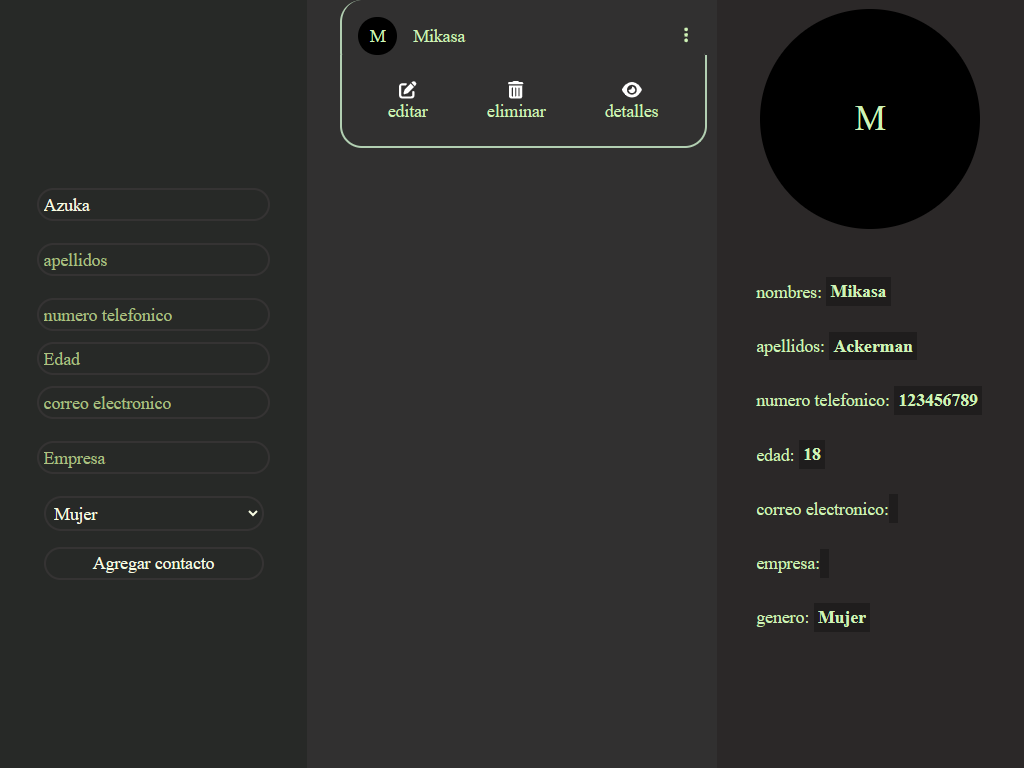 Azuka
apellidos
numero telefonico
Edad
correo electronico
Empresa
Mujer
Agregar contacto
M Mikasa
editar eliminar detalles
M
nombres: Mikasa
apellidos: Ackerman
numero telefonico: 123456789
edad: 18
correo electronico:
empresa:
genero: Mujer